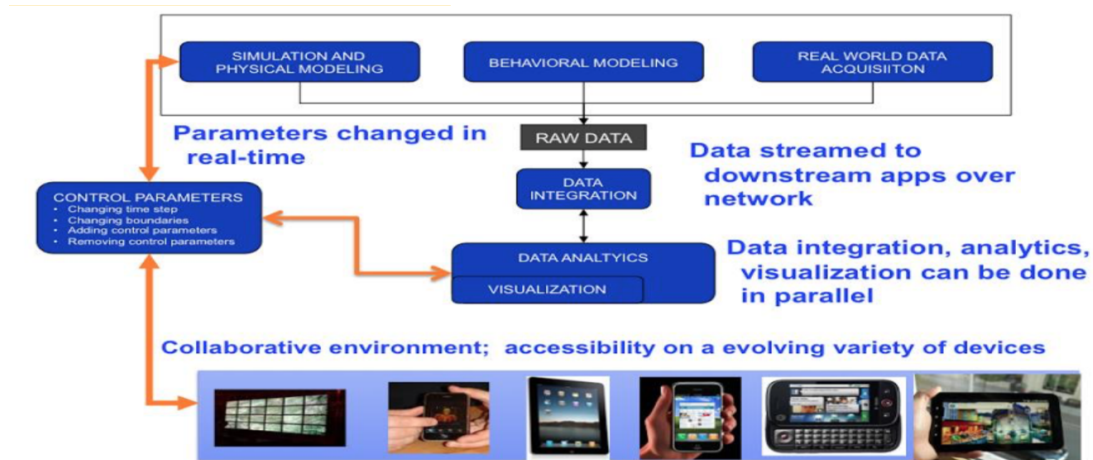 SIMULATION AND
PHYSICAL MODELING
BEHAVIORAL MODELING
REAL WORLD DATA
ACQUISIITON
Parameters changed in
real-time
RAW DATA
Data streamed to
downstream apps over
network
DATA
INTEGRATION
CONTROL PARAMETERS
• Changing time step
• Changing boundaries
• Adding control parameters
• Removing control parameters
DATA ANALTYICS
VISUALIZATION
Data integration, analytics,
visualization can be done
in parallel
Collaborative environment; accessibility on a evolving variety of devices